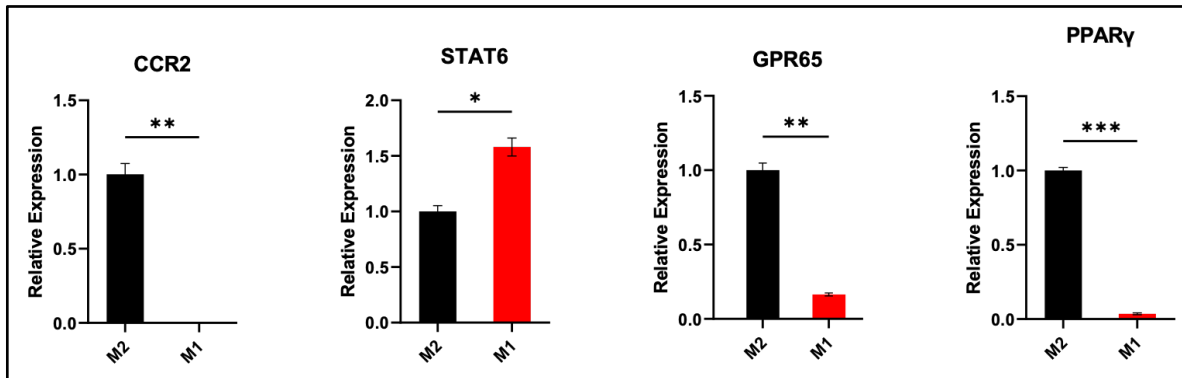 CCR2
Relative Expression
1.5
1.0
0.5
0.0
**
M2
M1
STAT6
Relative Expression
2.0
1.5
1.0
0.5
0.0
*
M2
M1
GPR65
Relative Expression
1.5
1.0
0.5
0.0
**
M2
M1
PPARγ
Relative Expression
1.5
1.0
0.5
0.0
***
M2
M1